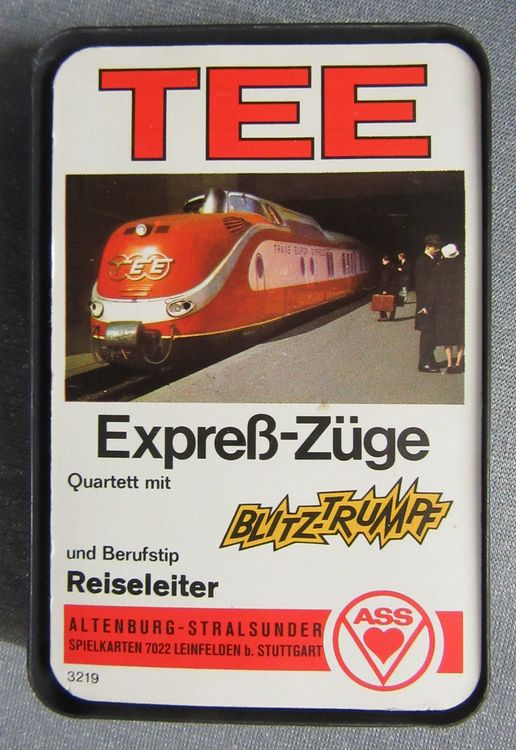 TEE
TRANS EUROP EXPRESS
TEE
Expreß-Züge
Quartett mit
BLITZ-TRUMPF
und Berufstip
Reiseleiter
ALTENBURG-STRALSUNDER
SPIELKARTEN 7022 LEINFELDEN b. STUTTGART
ASS
3219